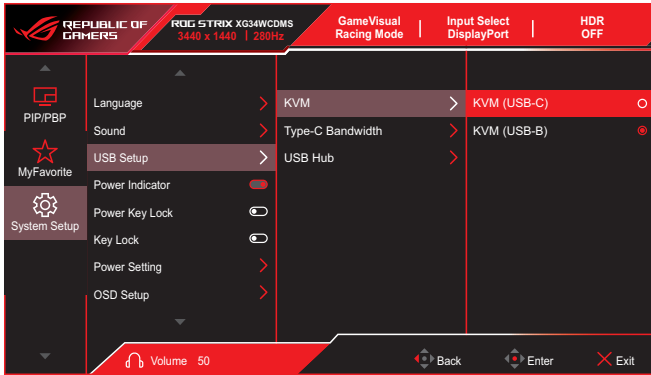 REPUBLIC OF
GAMERS
ROG STRIX XG34WCDMS
3440 x 1440 | 280Hz
GameVisual
Racing Mode
Input Select
DisplayPort
HDR
OFF
PIP/PBP
MyFavorite
System Setup
Language
Sound
USB Setup
Power Indicator
Power Key Lock
Key Lock
Power Setting
OSD Setup
KVM
Type-C Bandwidth
USB Hub
KVM (USB-C)
KVM (USB-B)
Volume 50
Back
Enter
Exit